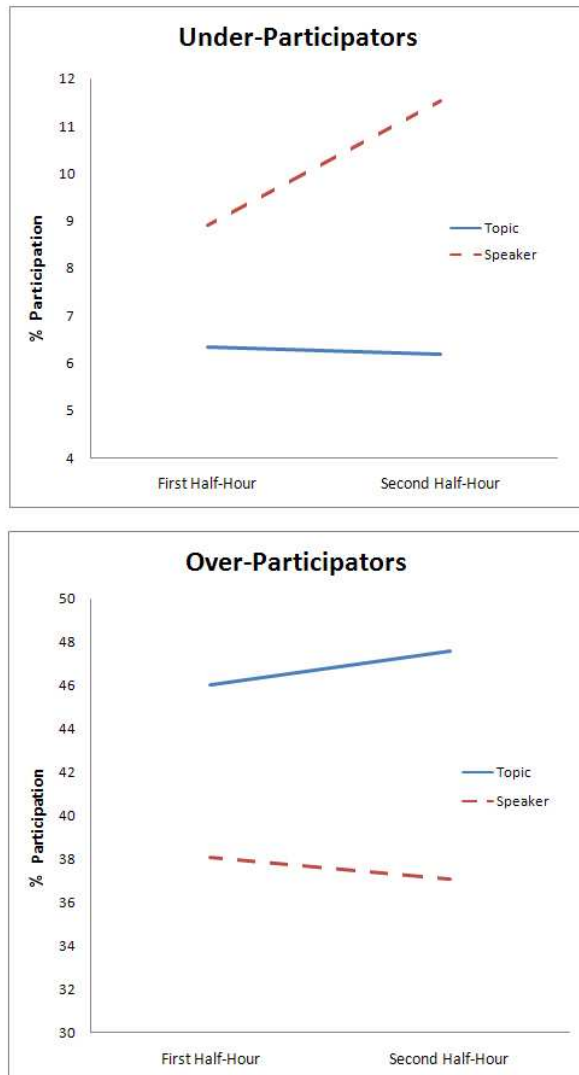 Under-Participators
12
11
10
9
8
7
6
5
4
% Participation
Topic
Speaker
First Half-Hour Second Half-Hour
Over-Participators
50
48
46
44
42
40
38
36
34
32
30
% Participation
Topic
Speaker
First Half-Hour Second Half-Hour